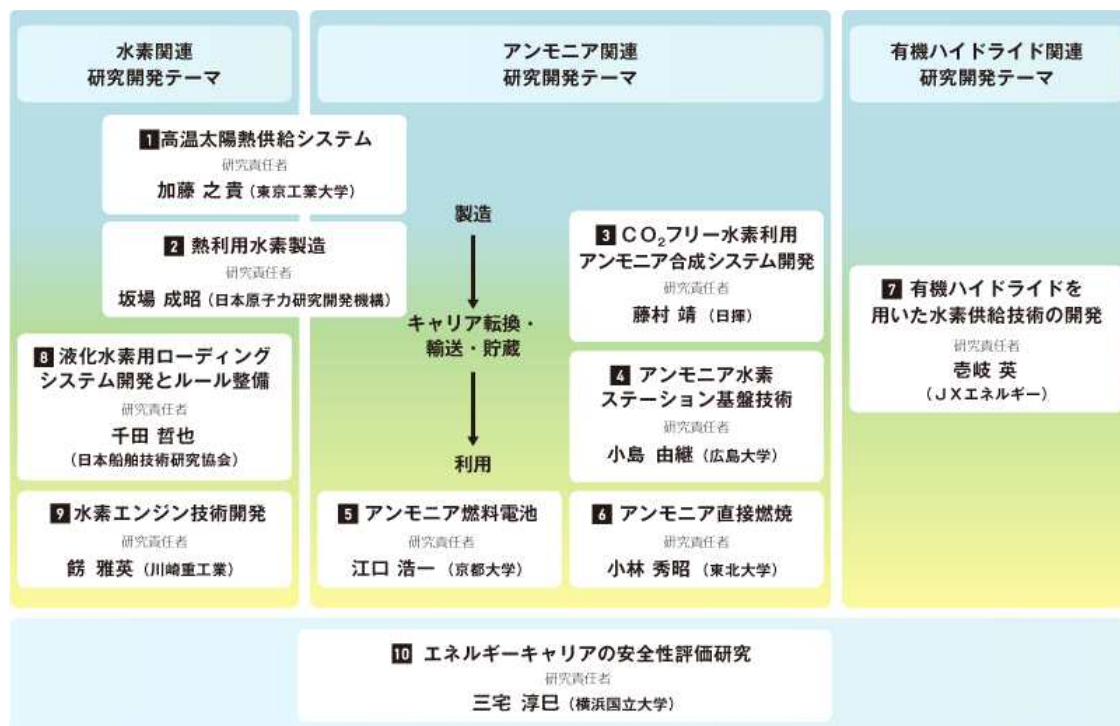 水素関連
研究開発テーマ
アンモニア関連
研究開発テーマ
有機ハイドライド関連
研究開発テーマ
1 高温太陽熱供給システム
研究責任者
加藤 之貴（東京工業大学）
2 熱利用水素製造
研究責任者
坂場 成昭（日本原子力研究開発機構）
8 液化水素用ローディング
システム開発とルール整備
研究責任者
千田 哲也
（日本船舶技術研究協会）
9 水素エンジン技術開発
研究責任者
餝 雅英（川崎重工業）
製造
キャリア転換・
輸送・貯蔵
利用
3 CO₂フリー水素利用
アンモニア合成システム開発
研究責任者
藤村 靖（日揮）
4 アンモニア水素
ステーション基盤技術
研究責任者
小島 由継（広島大学）
5 アンモニア燃料電池
研究責任者
江口 浩一（京都大学）
6 アンモニア直接燃焼
研究責任者
小林 秀昭（東北大学）
7 有機ハイドライドを
用いた水素供給技術の開発
研究責任者
壱岐 英
（JXエネルギー）
10 エネルギーキャリアの安全性評価研究
研究責任者
三宅 淳巳（横浜国立大学）